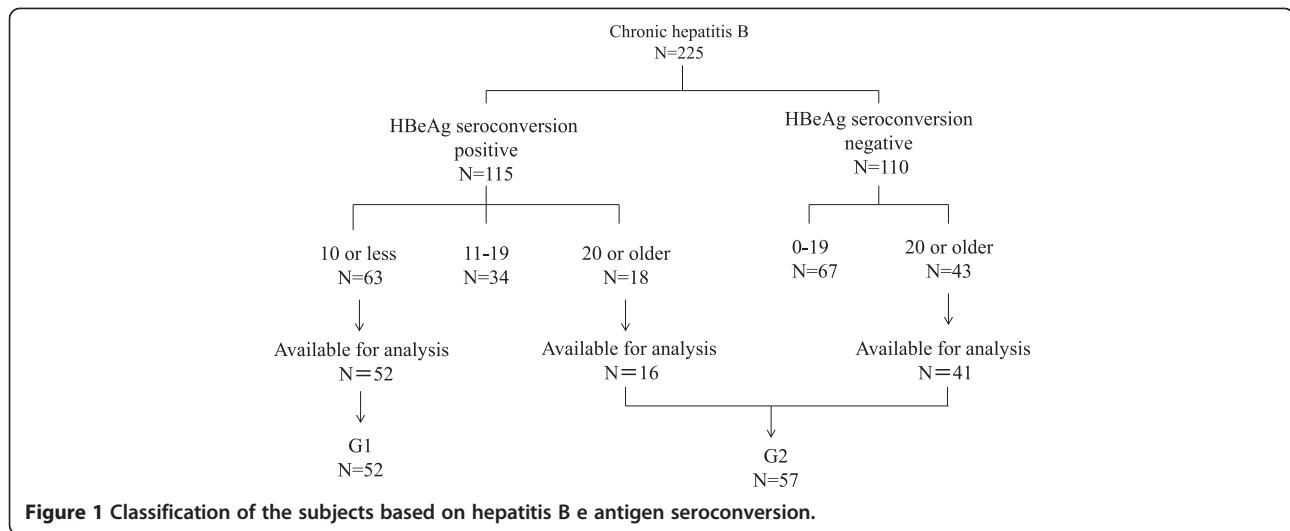 Chronic hepatitis B
N=225
HBeAg seroconversion
positive
N=115
HBeAg seroconversion
negative
N=110
10 or less
N=63
11-19
N=34
20 or older
N=18
0-19
N=67
20 or older
N=43
Available for analysis
N=52
Available for analysis
N=16
Available for analysis
N=41
G1
N=52
G2
N=57
Figure 1 Classification of the subjects based on hepatitis B e antigen seroconversion.